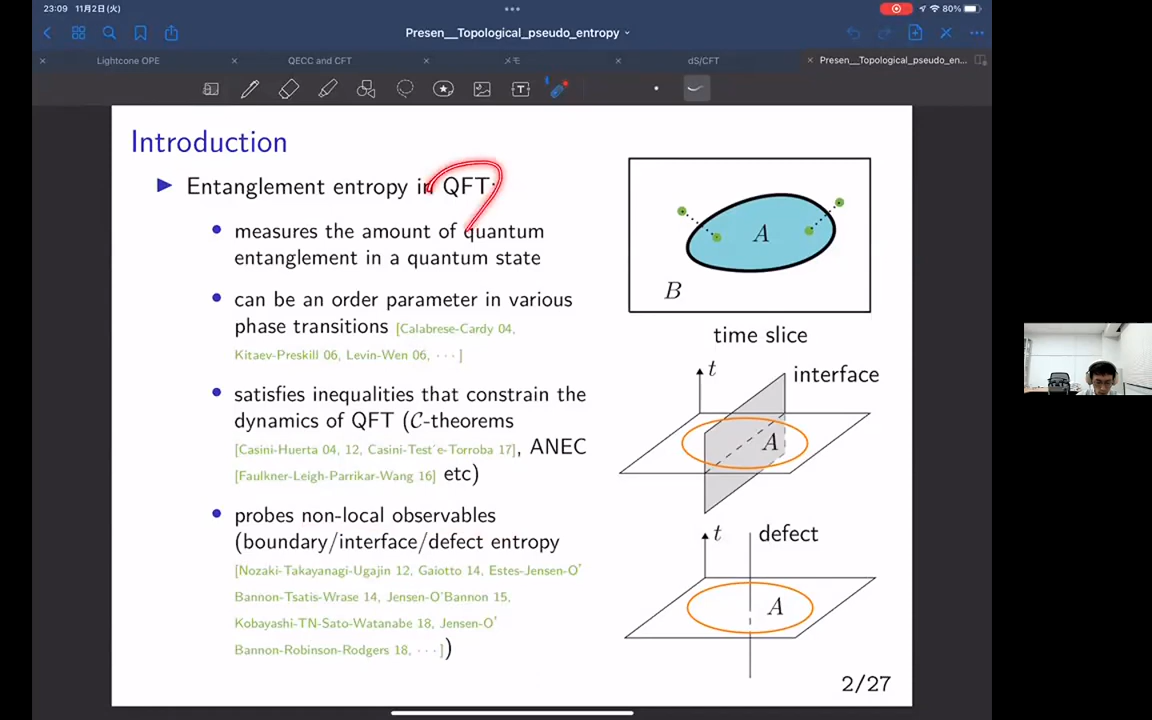 23:09 11月2日(火)
80%
Presen__Topological_pseudo_entropy
Lightcone OPE
QECC and CFT
メモ
dS/CFT
Presen__Topological_pseudo_en...
Introduction
Entanglement entropy in QFT:
measures the amount of quantum
entanglement in a quantum state
can be an order parameter in various
phase transitions [Calabrese-Cardy 04,
Kitaev-Preskill 06, Levin-Wen 06, ···]
satisfies inequalities that constrain the
dynamics of QFT (C-theorems
[Casini-Huerta 04, 12, Casini-Test´e-Torroba 17], ANEC
[Faulkner-Leigh-Parrikar-Wang 16] etc)
probes non-local observables
(boundary/interface/defect entropy
[Nozaki-Takayanagi-Ugajin 12, Gaiotto 14, Estes-Jensen-O'
Bannon-Tsatis-Wrase 14, Jensen-O'Bannon 15,
Kobayashi-TN-Sato-Watanabe 18, Jensen-O'
Bannon-Robinson-Rodgers 18, ···])
A
B
time slice
t
interface
A
t
defect
A
2/27